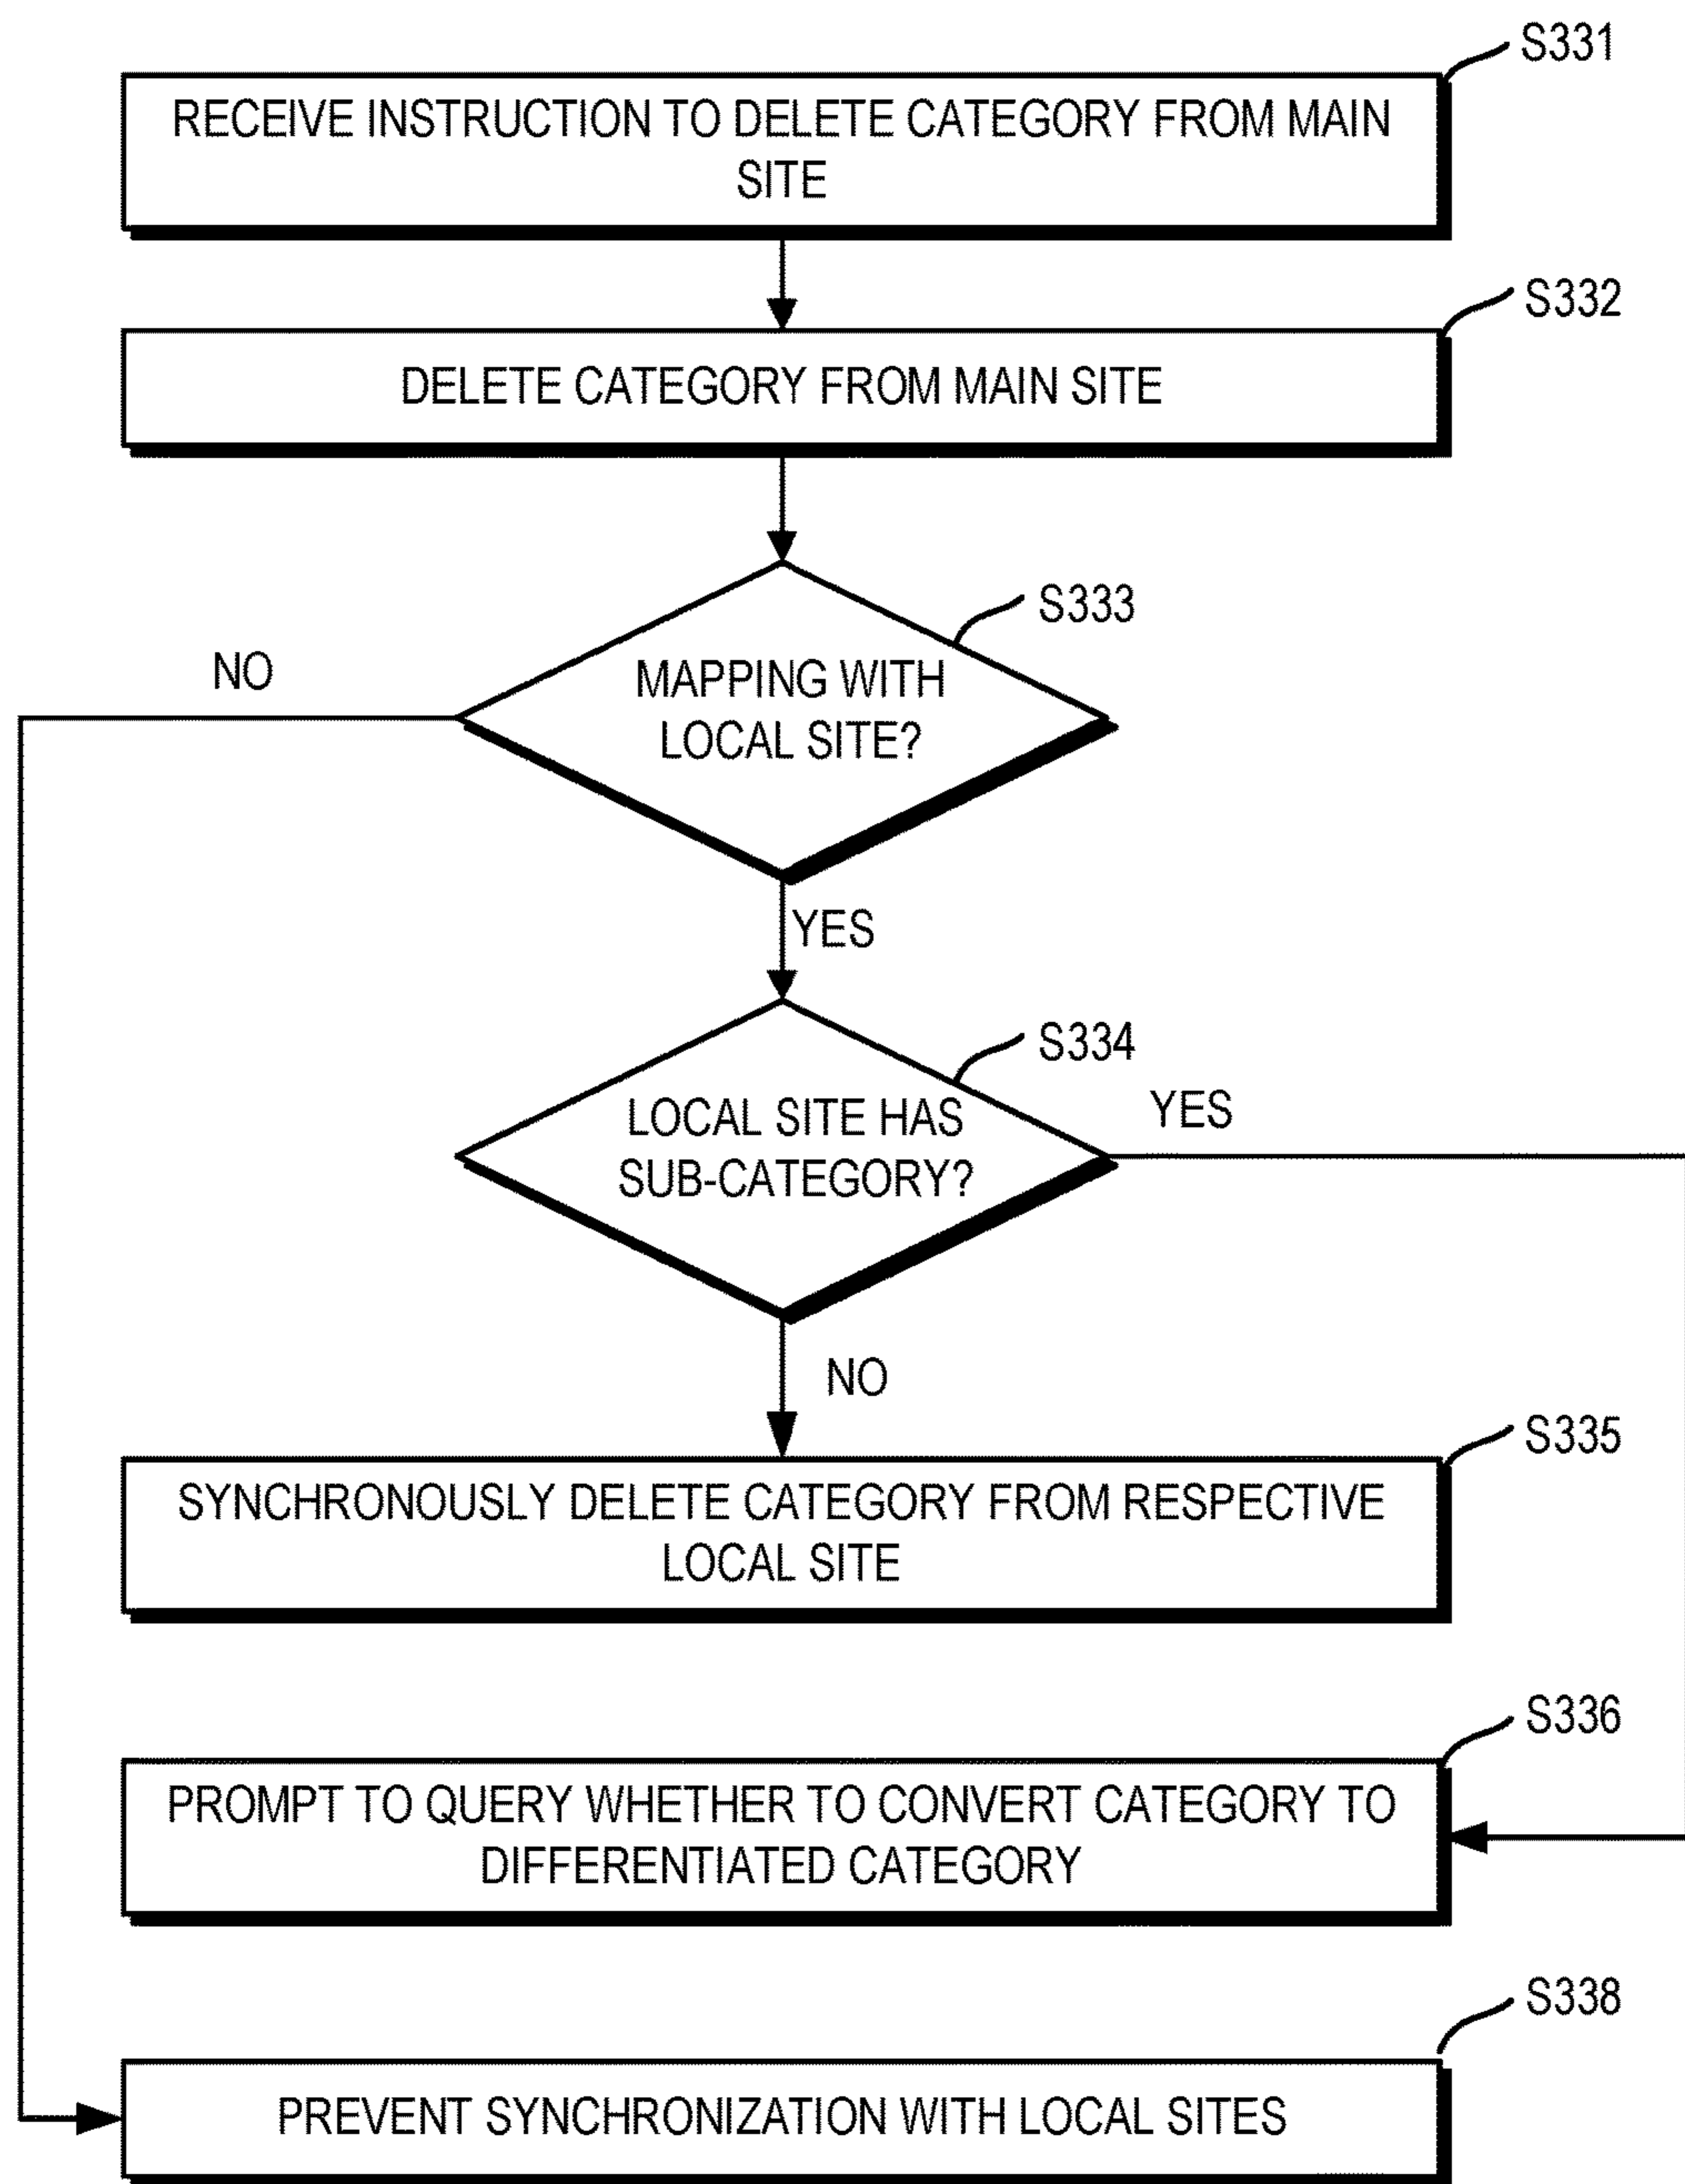 S331
RECEIVE INSTRUCTION TO DELETE CATEGORY FROM MAIN
SITE
S332
DELETE CATEGORY FROM MAIN SITE
S333
NO
MAPPING WITH
LOCAL SITE?
YES
S334
YES
LOCAL SITE HAS
SUB-CATEGORY?
NO
S335
SYNCHRONOUSLY DELETE CATEGORY FROM RESPECTIVE
LOCAL SITE
S336
PROMPT TO QUERY WHETHER TO CONVERT CATEGORY TO
DIFFERENTIATED CATEGORY
S338
PREVENT SYNCHRONIZATION WITH LOCAL SITES